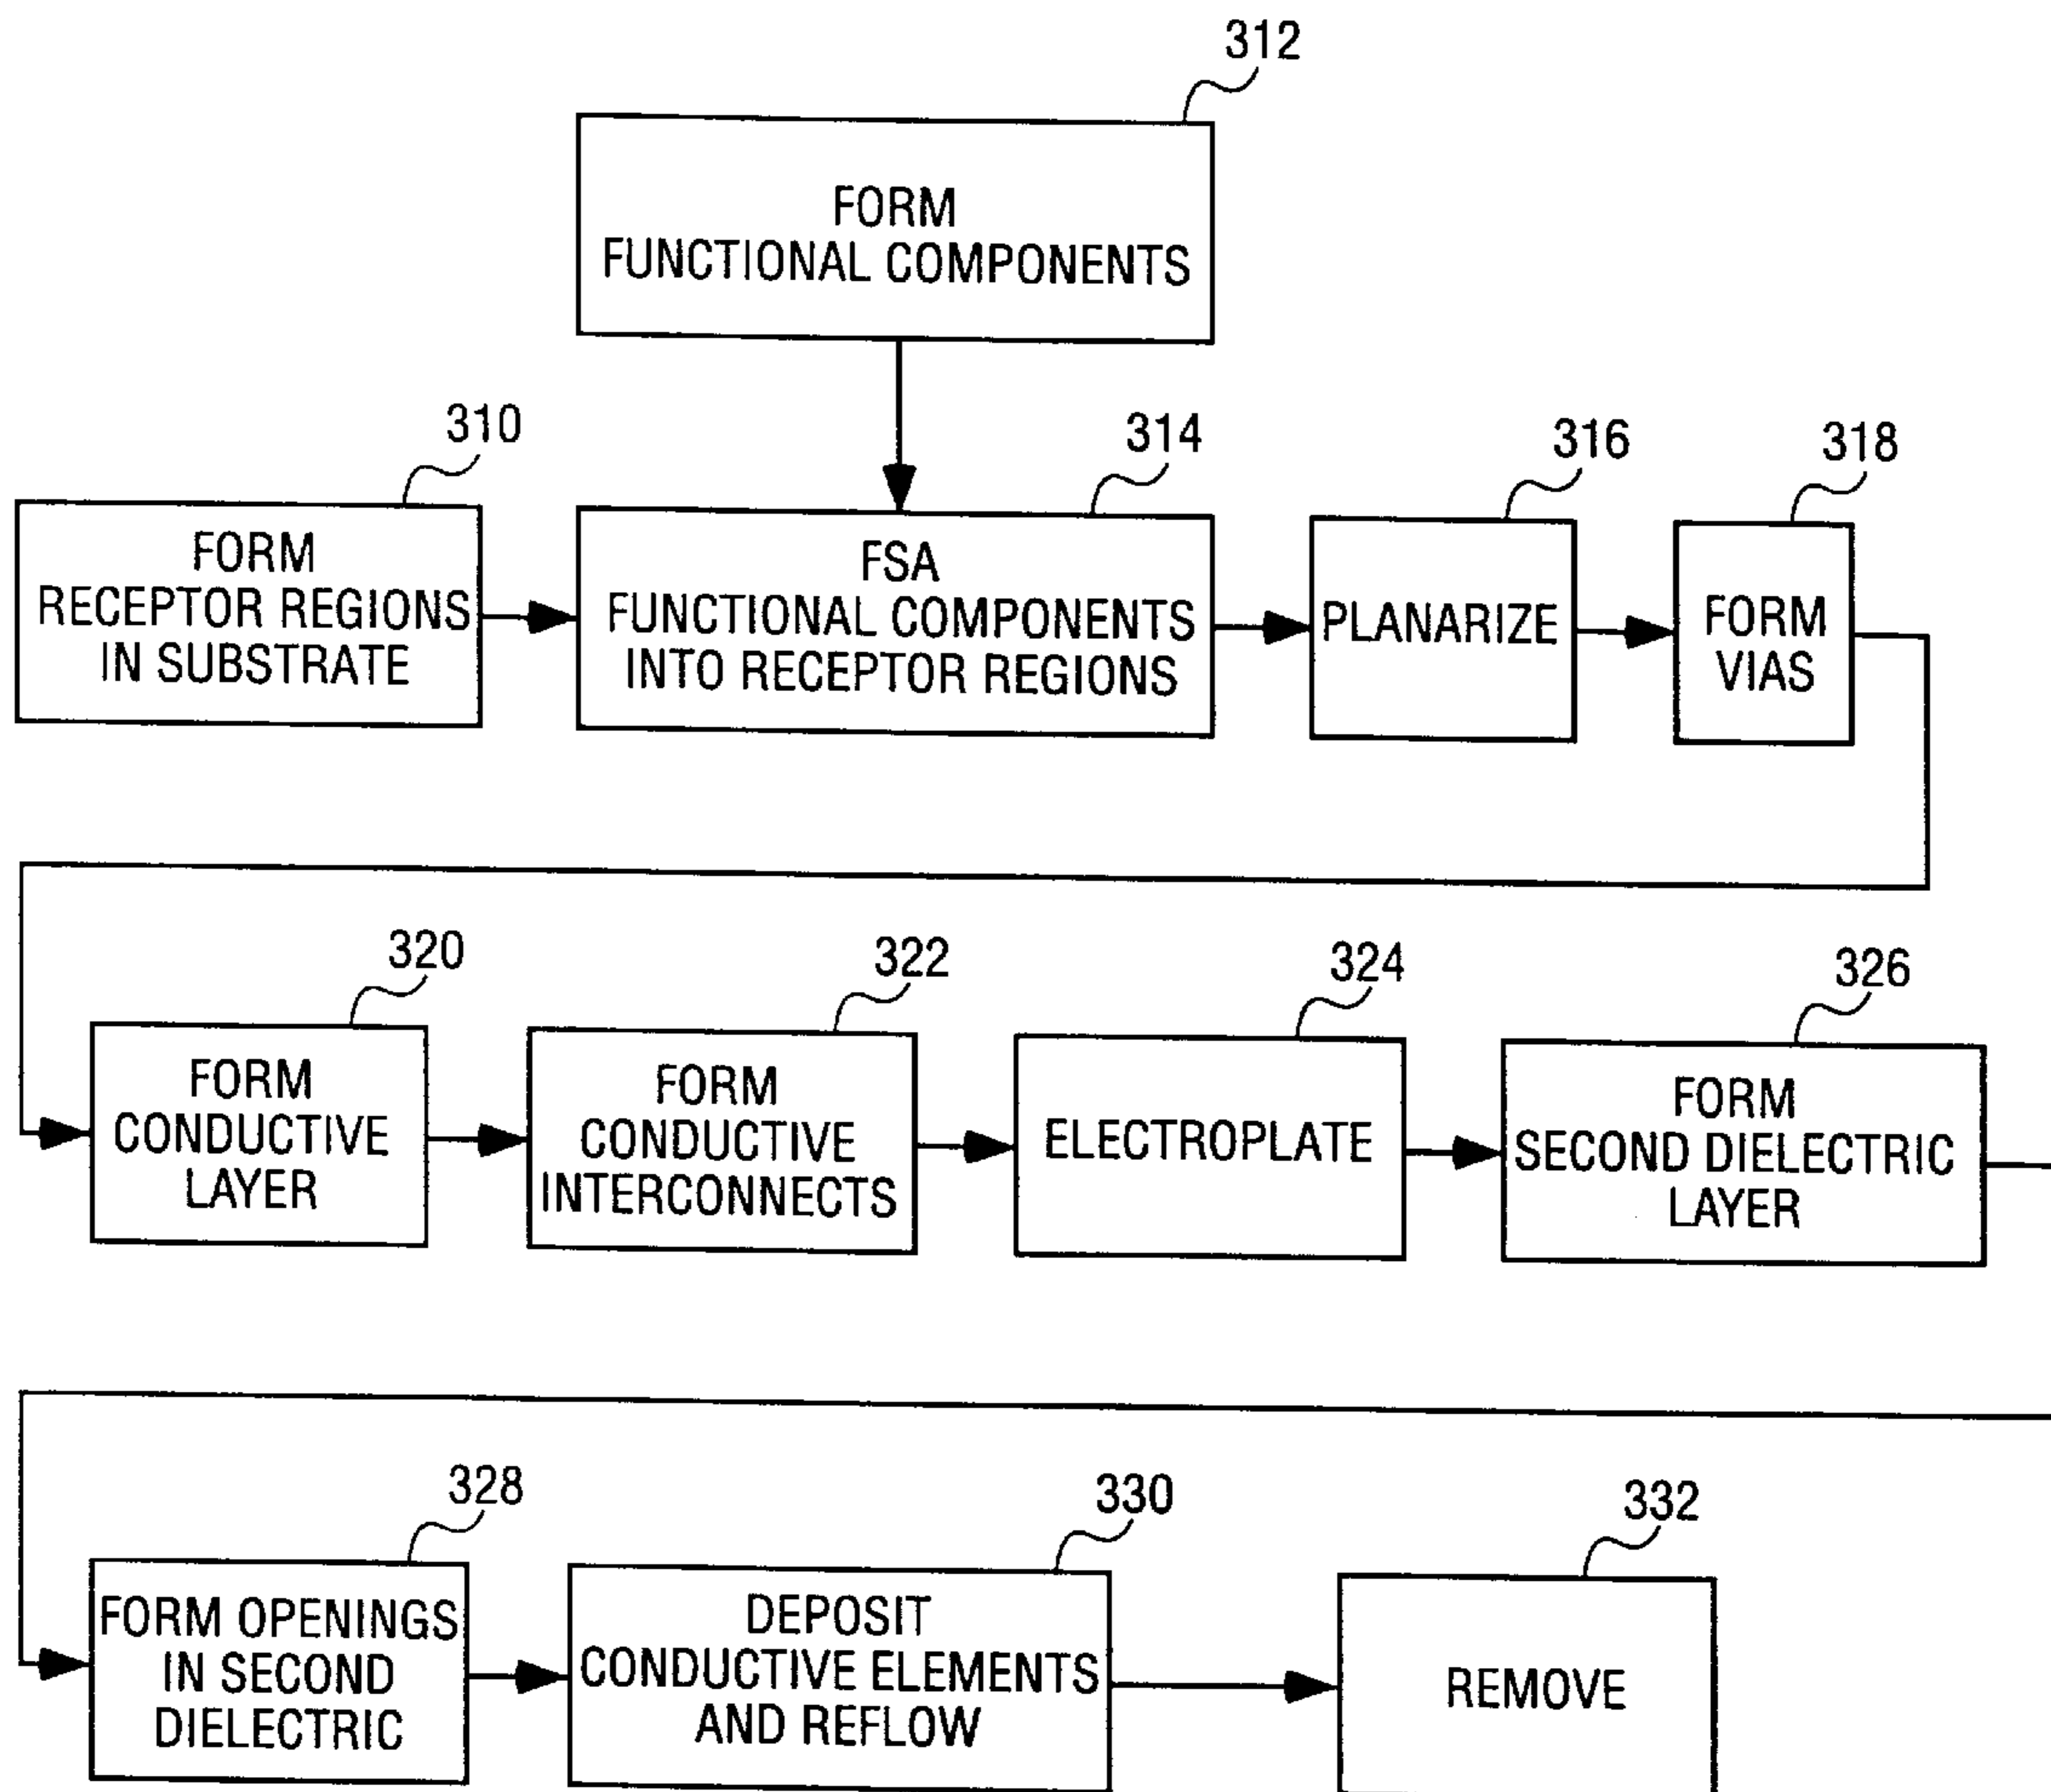 312
FORM
FUNCTIONAL COMPONENTS
310
314
316
318
FORM
RECEPTOR REGIONS
IN SUBSTRATE
FSA
FUNCTIONAL COMPONENTS
INTO RECEPTOR REGIONS
PLANARIZE
FORM
VIAS
320
322
324
326
FORM
CONDUCTIVE
LAYER
FORM
CONDUCTIVE
INTERCONNECTS
ELECTROPLATE
FORM
SECOND DIELECTRIC
LAYER
328
330
332
FORM OPENINGS
IN SECOND
DIELECTRIC
DEPOSIT
CONDUCTIVE ELEMENTS
AND REFLOW
REMOVE